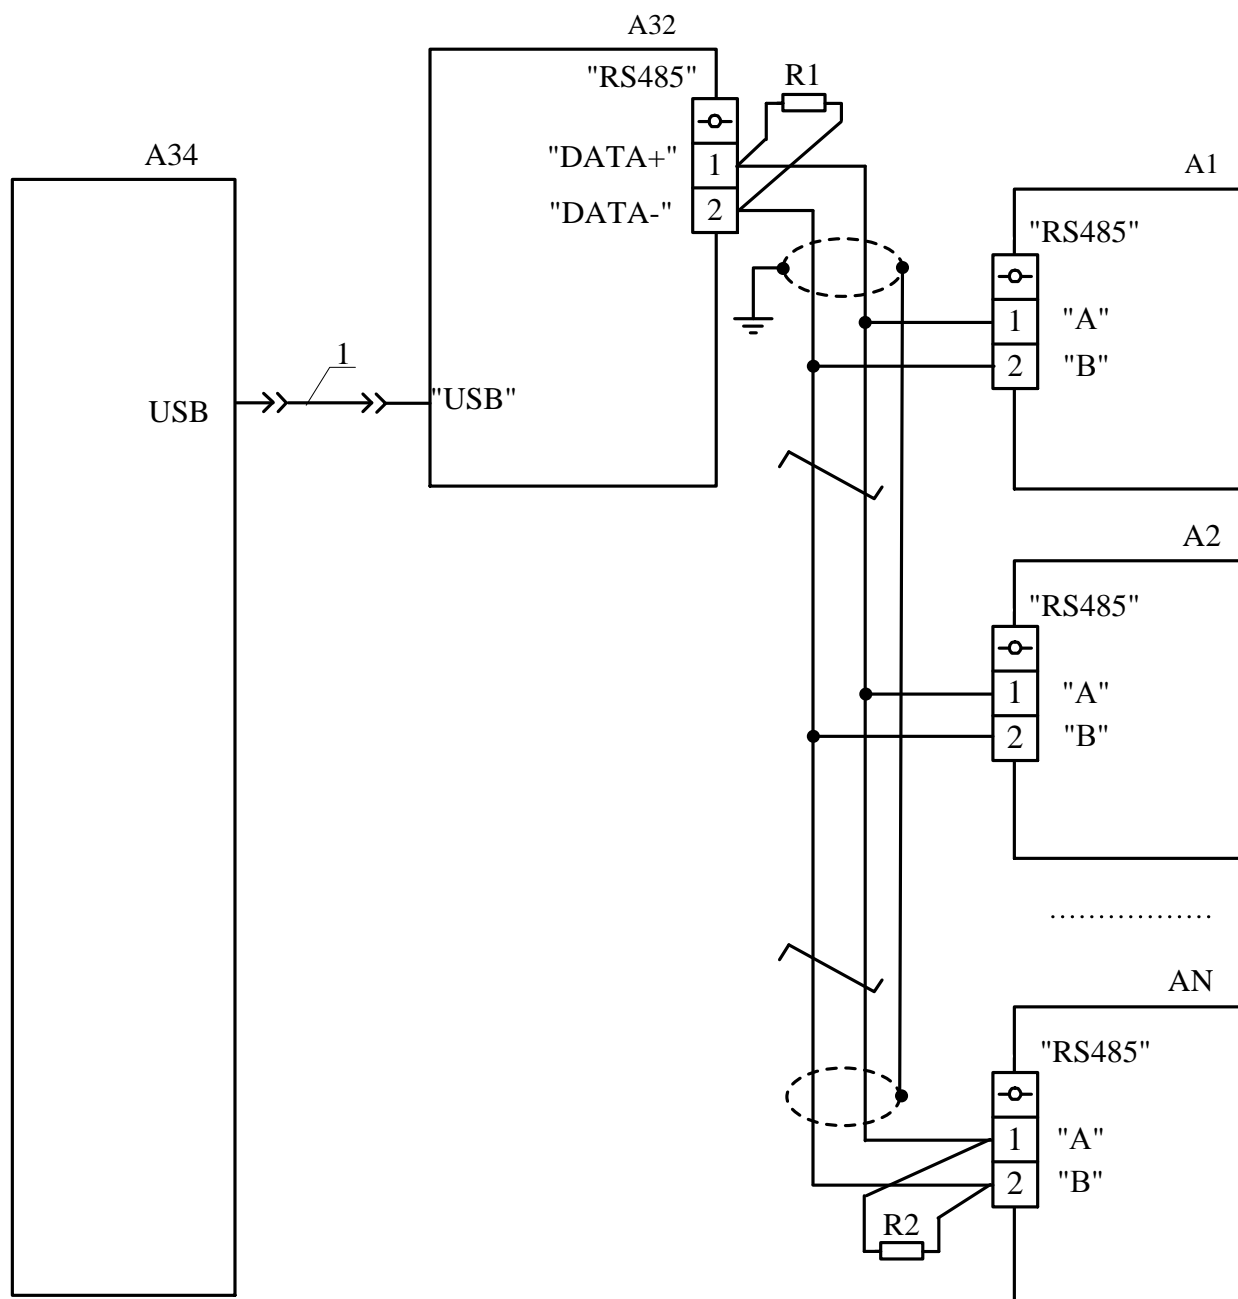 A32
"RS485"
R1
"DATA+"
1
"DATA-"
2
A34
USB
1
"USB"
A1
"RS485"
1
"A"
2
"B"
A2
"RS485"
1
"A"
2
"B"
.................
AN
"RS485"
1
"A"
2
"B"
R2